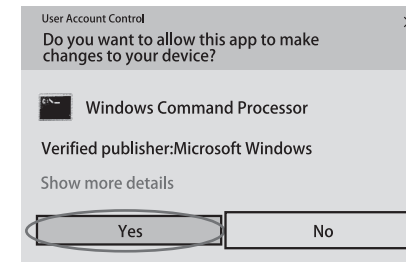 User Account Control
Do you want to allow this app to make
changes to your device?
Windows Command Processor
Verified publisher:Microsoft Windows
Show more details
Yes
No